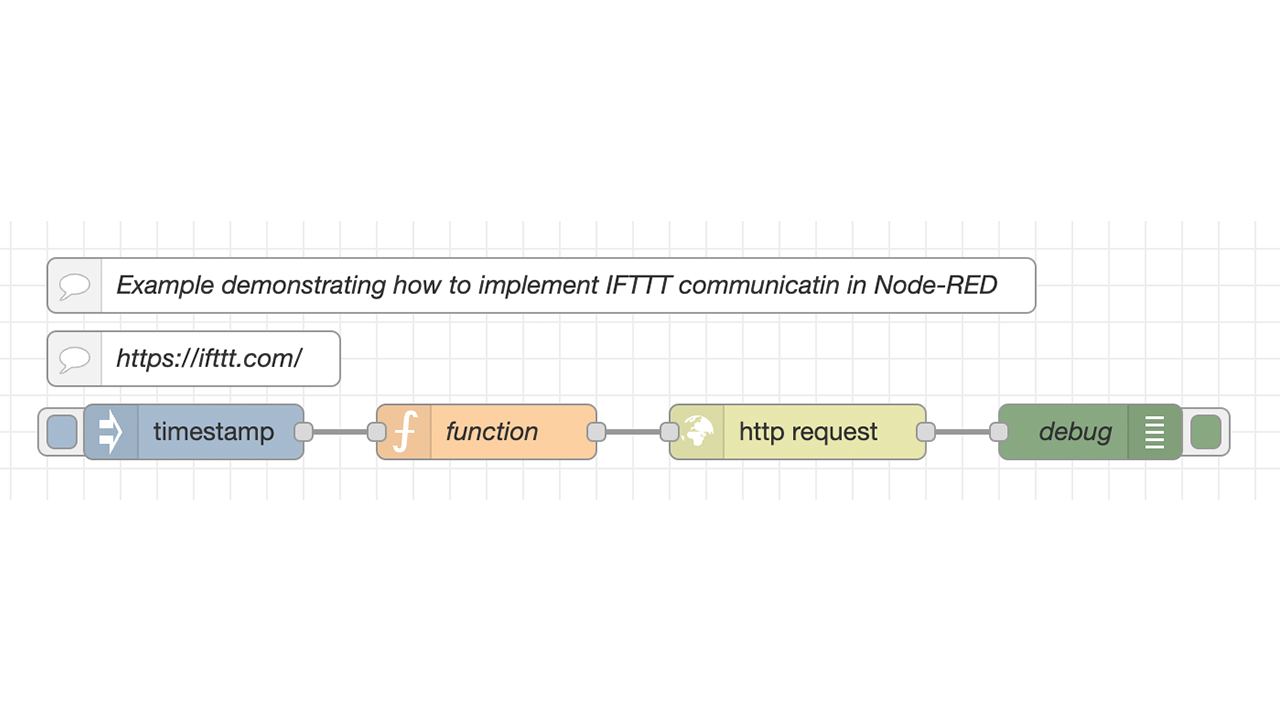 Example demonstrating how to implement IFTTT communicatin in Node-RED
https://ifttt.com/
timestamp
function
http request
debug